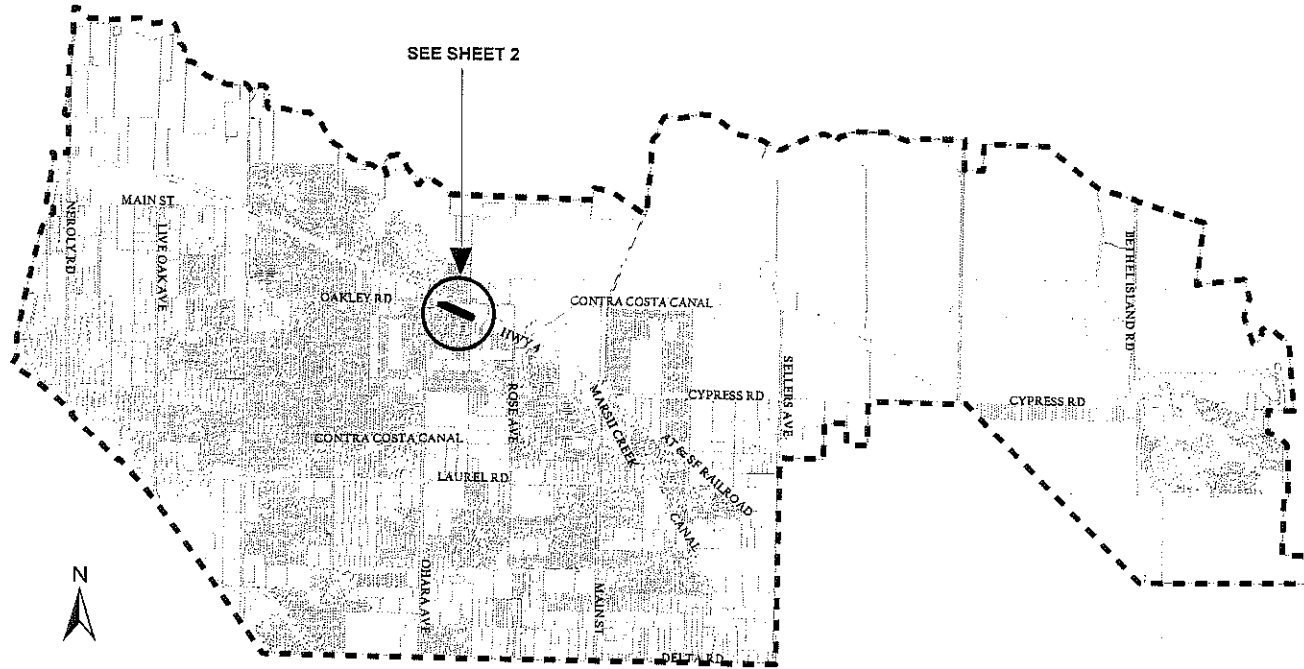 SEE SHEET 2
MAIN ST
NEROLY RD
LIVE OAK AVE
BETHEL ISLAND RD
OAKLEY RD
CONTRA COSTA CANAL
HWY 4
SELLERS AVE
ROSE AVE
MARSH CREEK
CYPRESS RD
CYPRESS RD
CONTRA COSTA CANAL
AT & SF RAILROAD
LAUREL RD
CANAL
N
OHARA AVE
MAIN ST
DELTA RD